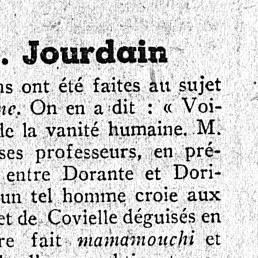 . Jourdain
ns ont été faites au sujet
ne. On en a dit : « Voi-
de la vanité humaine. M.
ses professeurs, en pré-
entre Dorante et Dori-
un tel homme croie aux
et de Covielle déguisés en
re fait mamamouchi et